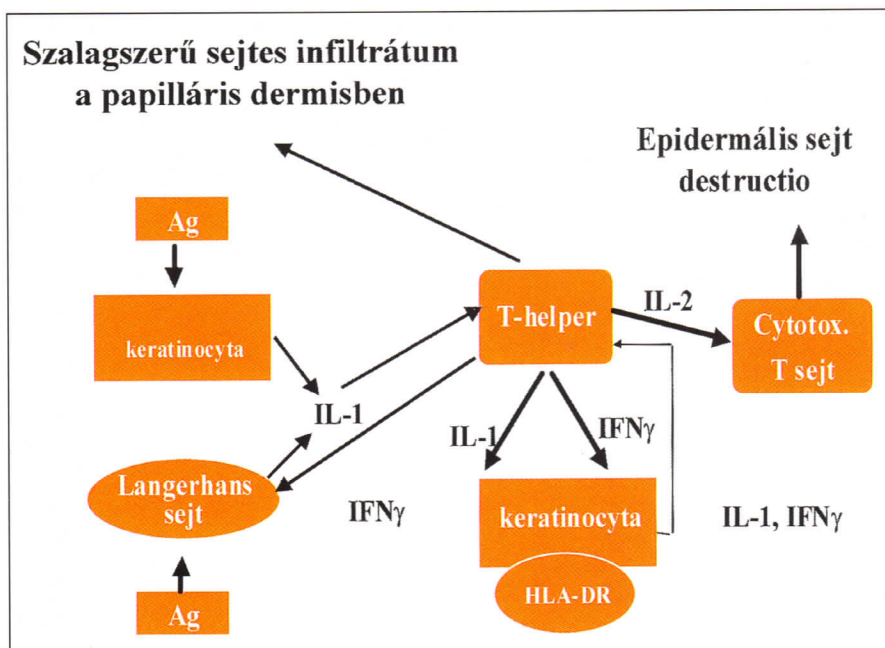 Szalagszerű sejtes infiltrátum
a papilláris dermisben
Epidermális sejt
destructio
Ag
keratinocyta
T-helper
IL-2
Cytotox.
T sejt
IL-1
IL-1
IFNγ
Langerhans
sejt
IFNγ
keratinocyta
IL-1, IFNγ
HLA-DR
Ag